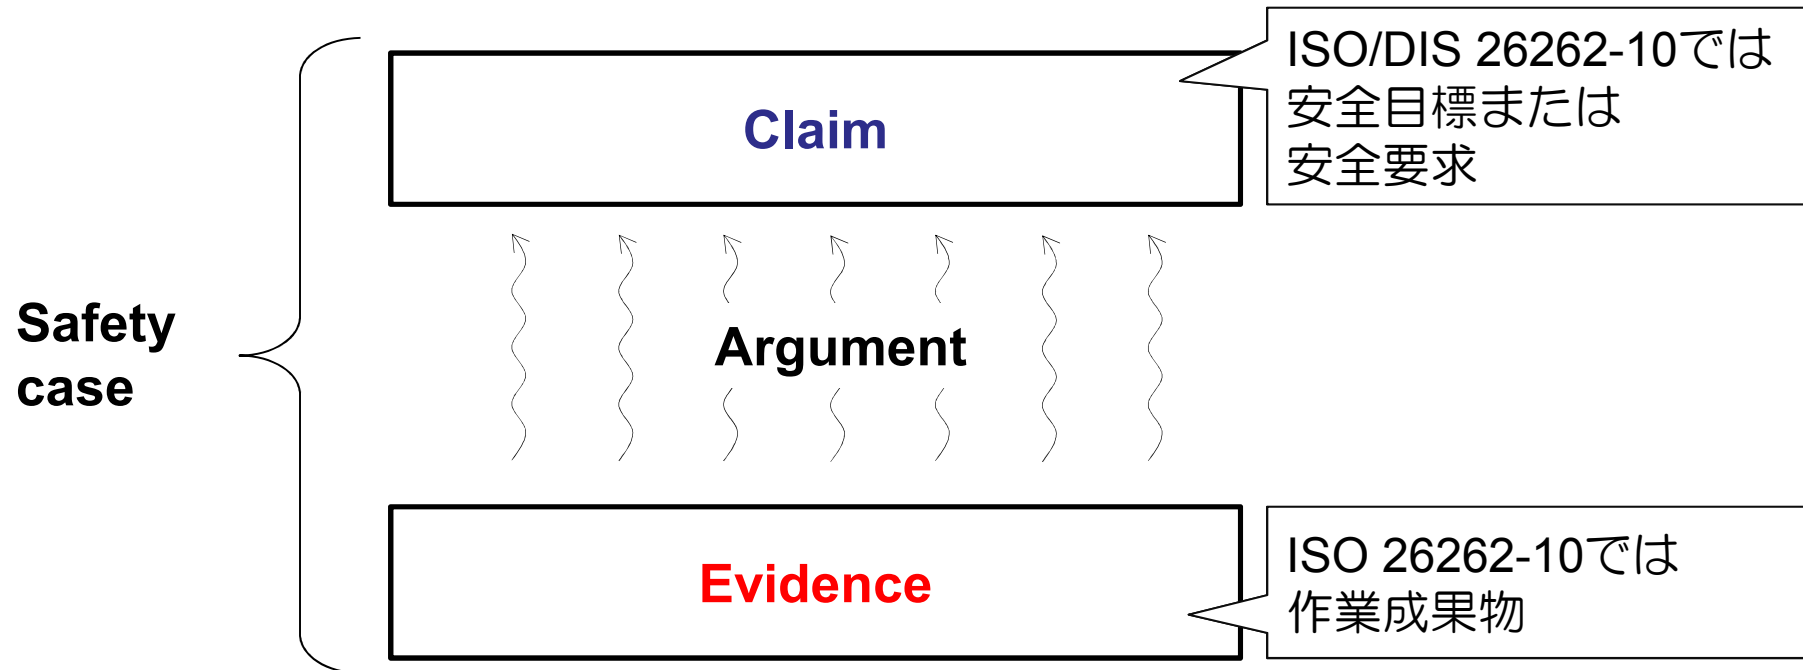 ISO/DIS 26262-10では
安全目標または
安全要求
Claim
Safety
case
Argument
Evidence
ISO 26262-10では
作業成果物